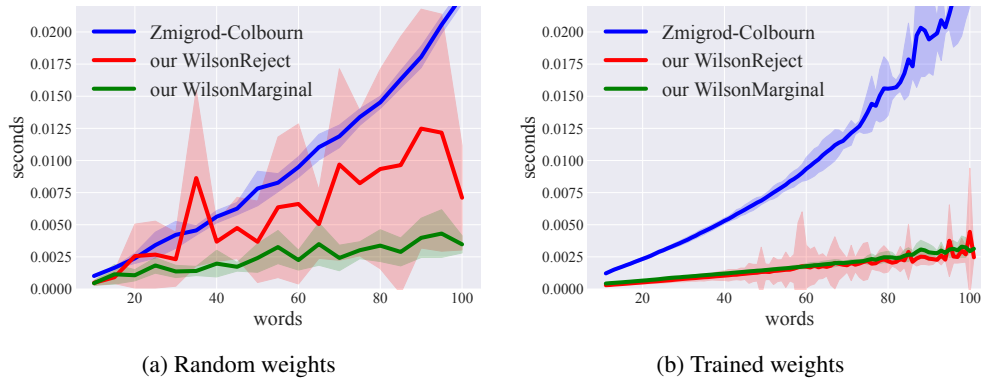 Zmigrod-Colbourn
our WilsonReject
our WilsonMarginal
0.0200
0.0175
0.0150
0.0125
0.0100
0.0075
0.0050
0.0025
0.0000
seconds
20 40 60 80 100
words
(a) Random weights
Zmigrod-Colbourn
our WilsonReject
our WilsonMarginal
0.0200
0.0175
0.0150
0.0125
0.0100
0.0075
0.0050
0.0025
0.0000
seconds
20 40 60 80 100
words
(b) Trained weights